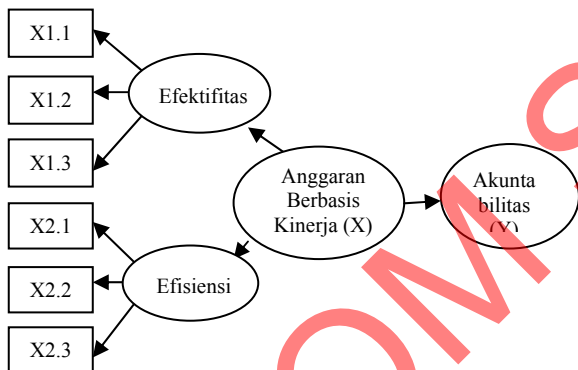 X1.1
X1.2
X1.3
X2.1
X2.2
X2.3
Efektifitas
Efisiensi
Anggaran
Berbasis
Kinerja (X)
Akunta
bilitas
(Y)
OM S